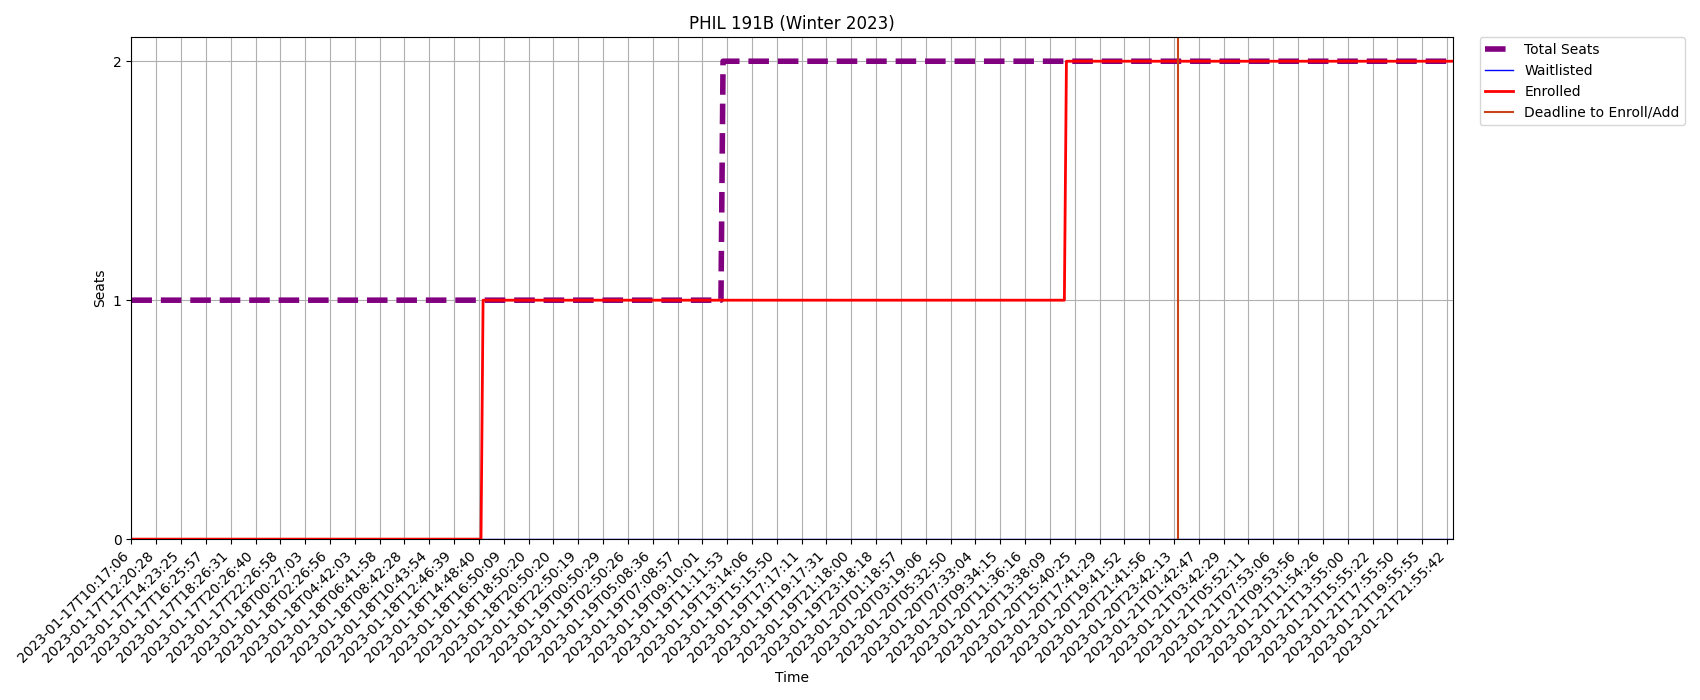 PHIL 191B (Winter 2023)
Total Seats
Waitlisted
Enrolled
Deadline to Enroll/Add
Seats
2
1
0
2023-01-17T10:17:06
2023-01-17T12:20:28
2023-01-17T14:23:25
2023-01-17T16:25:57
2023-01-17T18:26:31
2023-01-17T20:26:40
2023-01-17T22:26:58
2023-01-18T00:27:03
2023-01-18T02:26:56
2023-01-18T04:42:03
2023-01-18T06:41:58
2023-01-18T08:42:28
2023-01-18T10:43:54
2023-01-18T12:46:39
2023-01-18T14:48:40
2023-01-18T16:50:09
2023-01-18T18:50:20
2023-01-18T20:50:20
2023-01-18T22:50:19
2023-01-19T00:50:29
2023-01-19T02:50:26
2023-01-19T05:08:36
2023-01-19T07:08:57
2023-01-19T09:10:01
2023-01-19T11:11:53
2023-01-19T13:14:06
2023-01-19T15:15:50
2023-01-19T17:17:11
2023-01-19T19:17:31
2023-01-19T21:18:00
2023-01-19T23:18:18
2023-01-20T01:18:57
2023-01-20T03:19:06
2023-01-20T05:32:50
2023-01-20T07:33:04
2023-01-20T09:34:15
2023-01-20T11:36:16
2023-01-20T13:38:09
2023-01-20T15:40:25
2023-01-20T17:41:29
2023-01-20T19:41:52
2023-01-20T21:41:56
2023-01-20T23:42:13
2023-01-21T01:42:47
2023-01-21T03:42:29
2023-01-21T05:52:11
2023-01-21T07:53:06
2023-01-21T09:53:56
2023-01-21T11:54:26
2023-01-21T13:55:00
2023-01-21T15:55:22
2023-01-21T17:55:50
2023-01-21T19:55:55
2023-01-21T21:55:42
Time